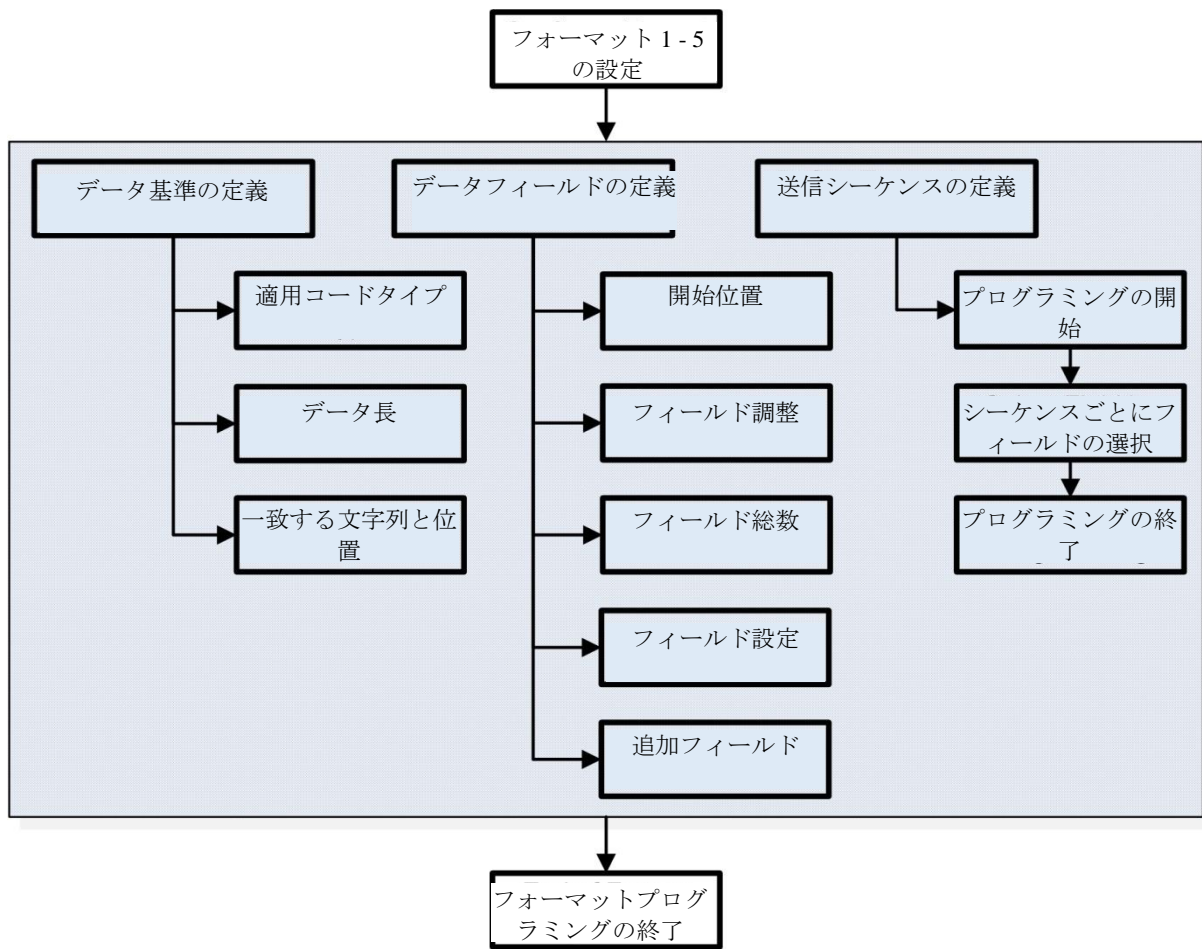 フォーマット 1 - 5
の設定
データ基準の定義
適用コードタイプ
データ長
一致する文字列と位
置
データフィールドの定義
開始位置
フィールド調整
フィールド総数
フィールド設定
追加フィールド
送信シーケンスの定義
プログラミングの開
始
シーケンスごとにフ
ィールドの選択
プログラミングの終
了
フォーマットプログ
ラミングの終了